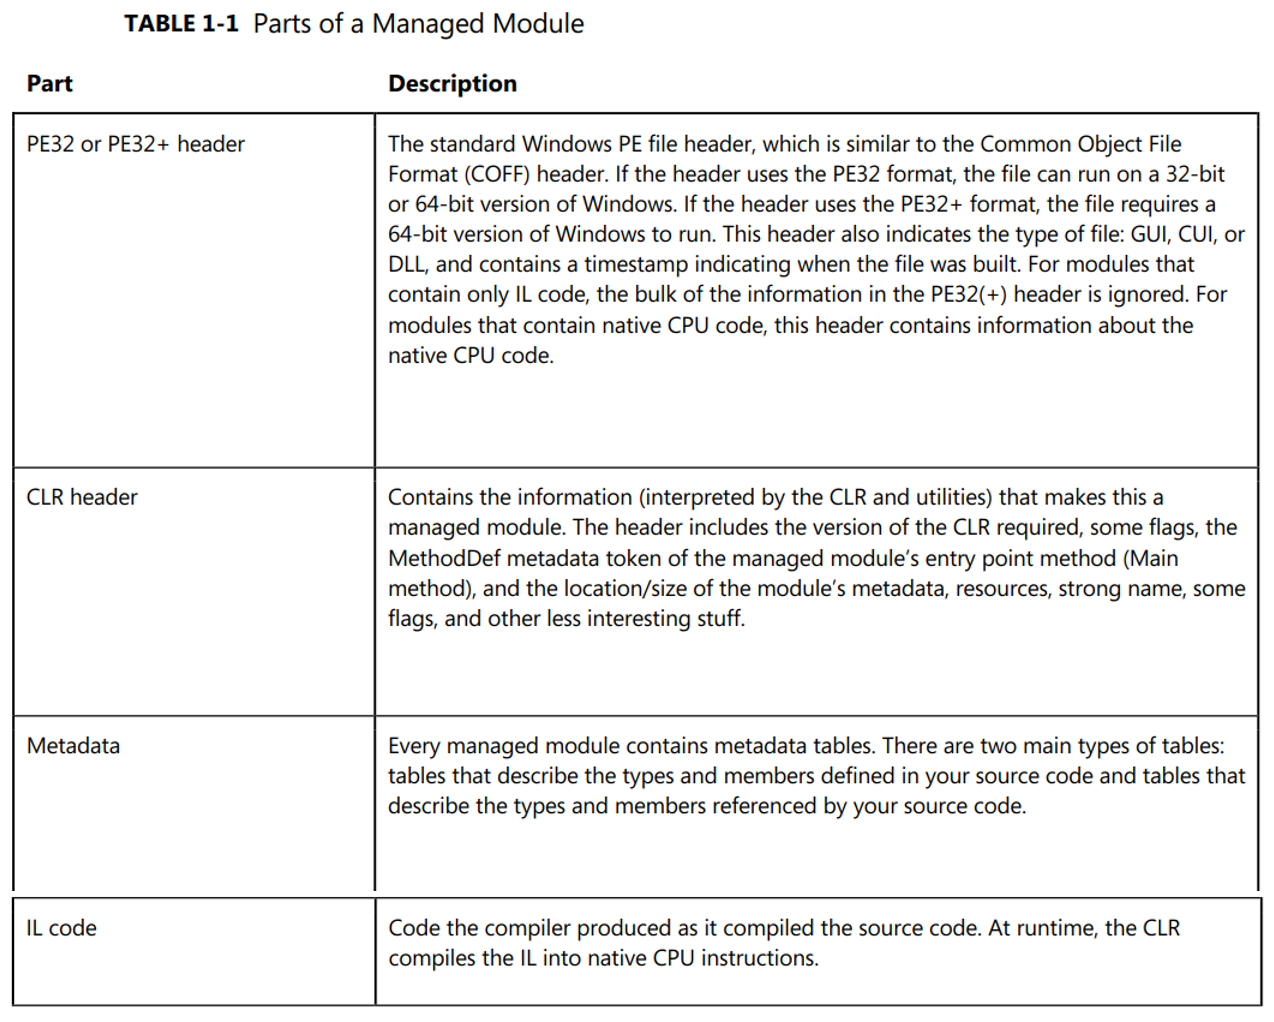 TABLE 1-1 Parts of a Managed Module
Part Description
PE32 or PE32+ header
The standard Windows PE file header, which is similar to the Common Object File
Format (COFF) header. If the header uses the PE32 format, the file can run on a 32-bit
or 64-bit version of Windows. If the header uses the PE32+ format, the file requires a
64-bit version of Windows to run. This header also indicates the type of file: GUI, CUI, or
DLL, and contains a timestamp indicating when the file was built. For modules that
contain only IL code, the bulk of the information in the PE32(+) header is ignored. For
modules that contain native CPU code, this header contains information about the
native CPU code.
CLR header
Contains the information (interpreted by the CLR and utilities) that makes this a
managed module. The header includes the version of the CLR required, some flags, the
MethodDef metadata token of the managed module’s entry point method (Main
method), and the location/size of the module’s metadata, resources, strong name, some
flags, and other less interesting stuff.
Metadata
Every managed module contains metadata tables. There are two main types of tables:
tables that describe the types and members defined in your source code and tables that
describe the types and members referenced by your source code.
IL code
Code the compiler produced as it compiled the source code. At runtime, the CLR
compiles the IL into native CPU instructions.